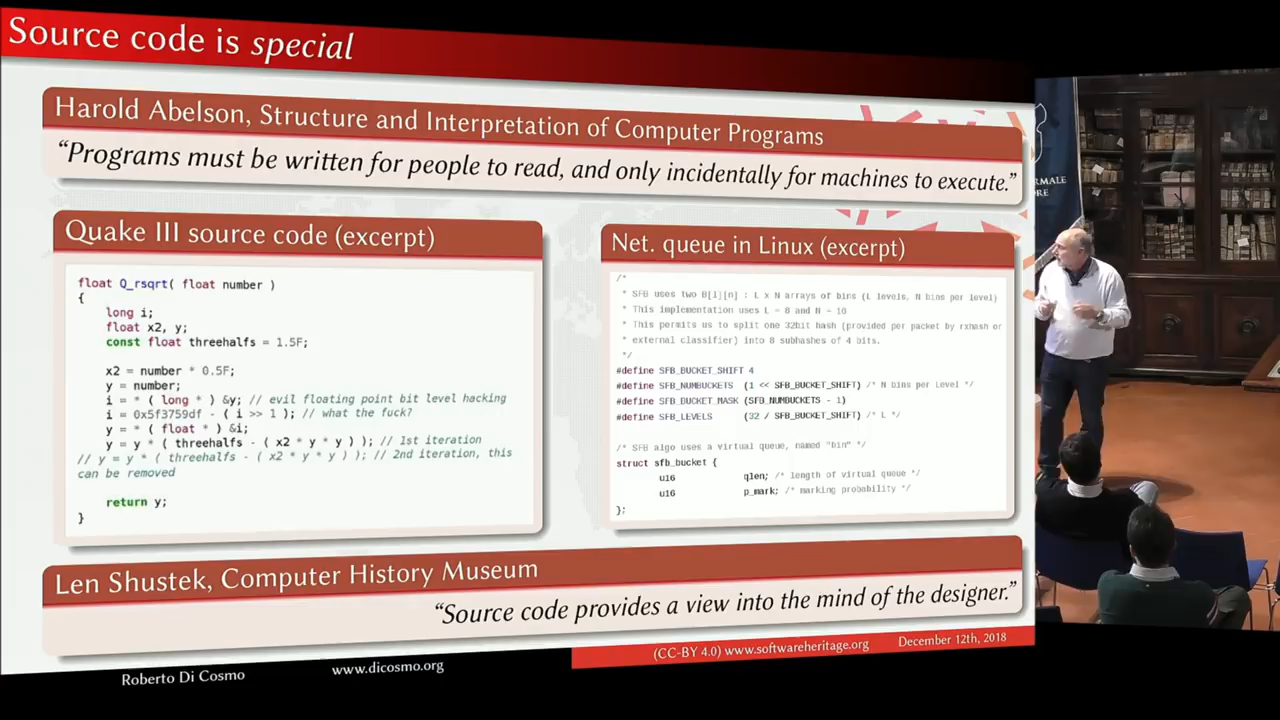 Source code is special
Harold Abelson, Structure and Interpretation of Computer Programs
“Programs must be written for people to read, and only incidentally for machines to execute.”
Quake III source code (excerpt)
float Q_rsqrt( float number )
{
long i;
float x2, y;
const float threehalfs = 1.5F;
x2 = number * 0.5F;
y = number;
i = * ( long * ) &y; // evil floating point bit level hacking
i = 0x5f3759df - ( i >> 1 ); // what the fuck?
y = * ( float * ) &i;
y = y * ( threehalfs - ( x2 * y * y ) ); // 1st iteration
// y = y * ( threehalfs - ( x2 * y * y ) ); // 2nd iteration, this
can be removed
return y;
}
Net. queue in Linux (excerpt)
/*
* SFB uses two B[l][n] : L x N arrays of bins (L levels, N bins per level)
* This implementation uses L = 8 and N = 16
* This permits us to split one 32bit hash (provided per packet by rxhash or
* external classifier) into 8 subhashes of 4 bits.
*/
#define SFB_BUCKET_SHIFT 4
#define SFB_NUMBUCKETS (1 << SFB_BUCKET_SHIFT) /* N bins per Level */
#define SFB_BUCKET_MASK (SFB_NUMBUCKETS - 1)
#define SFB_LEVELS (32 / SFB_BUCKET_SHIFT) /* L */
/* SFB algo uses a virtual queue, named "bin" */
struct sfb_bucket {
u16 qlen; /* length of virtual queue */
u16 p_mark; /* marking probability */
};
Len Shustek, Computer History Museum
“Source code provides a view into the mind of the designer.”
Roberto Di Cosmo
www.dicosmo.org
(CC-BY 4.0) www.softwareheritage.org
December 12th, 2018